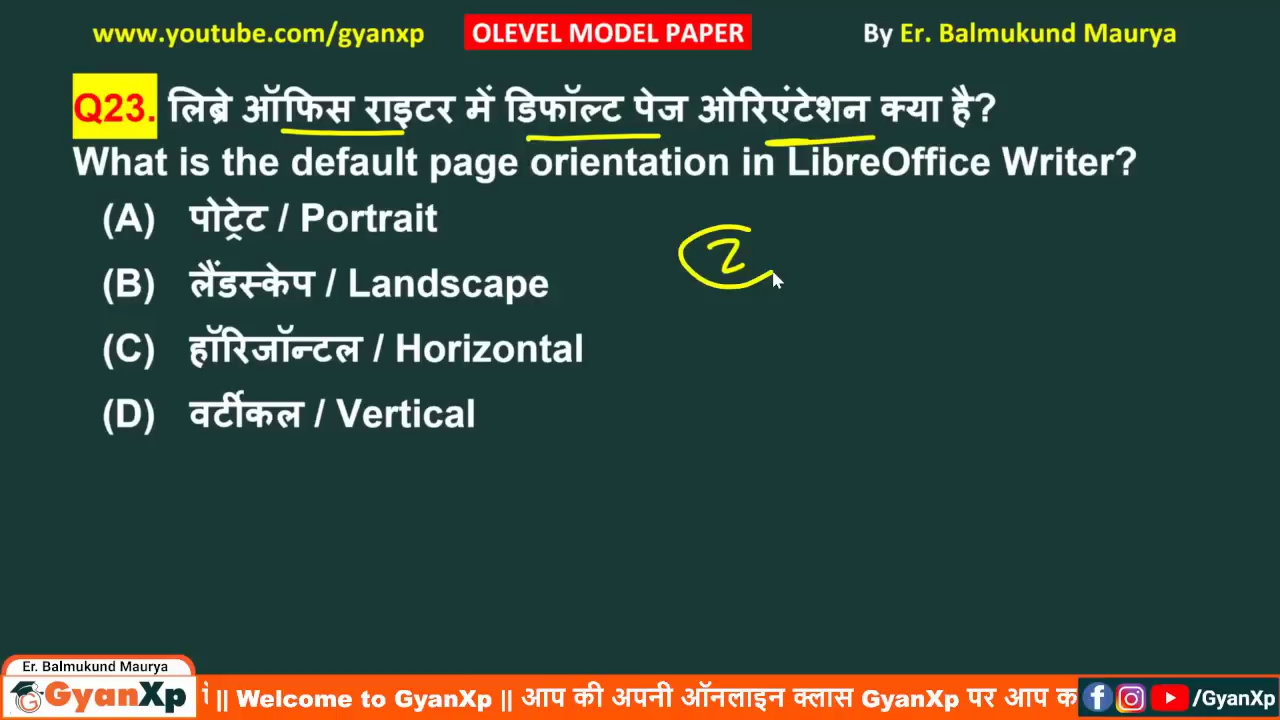 www.youtube.com/gyanxp OLEVEL MODEL PAPER By Er. Balmukund Maurya
Q23. लिब्रे ऑफिस राइटर में डिफॉल्ट पेज ओरिएंटेशन क्या है?
What is the default page orientation in LibreOffice Writer?
(A) पोट्रेट / Portrait
2
(B) लैंडस्केप / Landscape
(C) हॉरिजॉन्टल / Horizontal
(D) वर्टीकल / Vertical
Er. Balmukund Maurya
GyanXp || Welcome to GyanXp || आप की अपनी ऑनलाइन क्लास GyanXp पर आप क /GyanXp